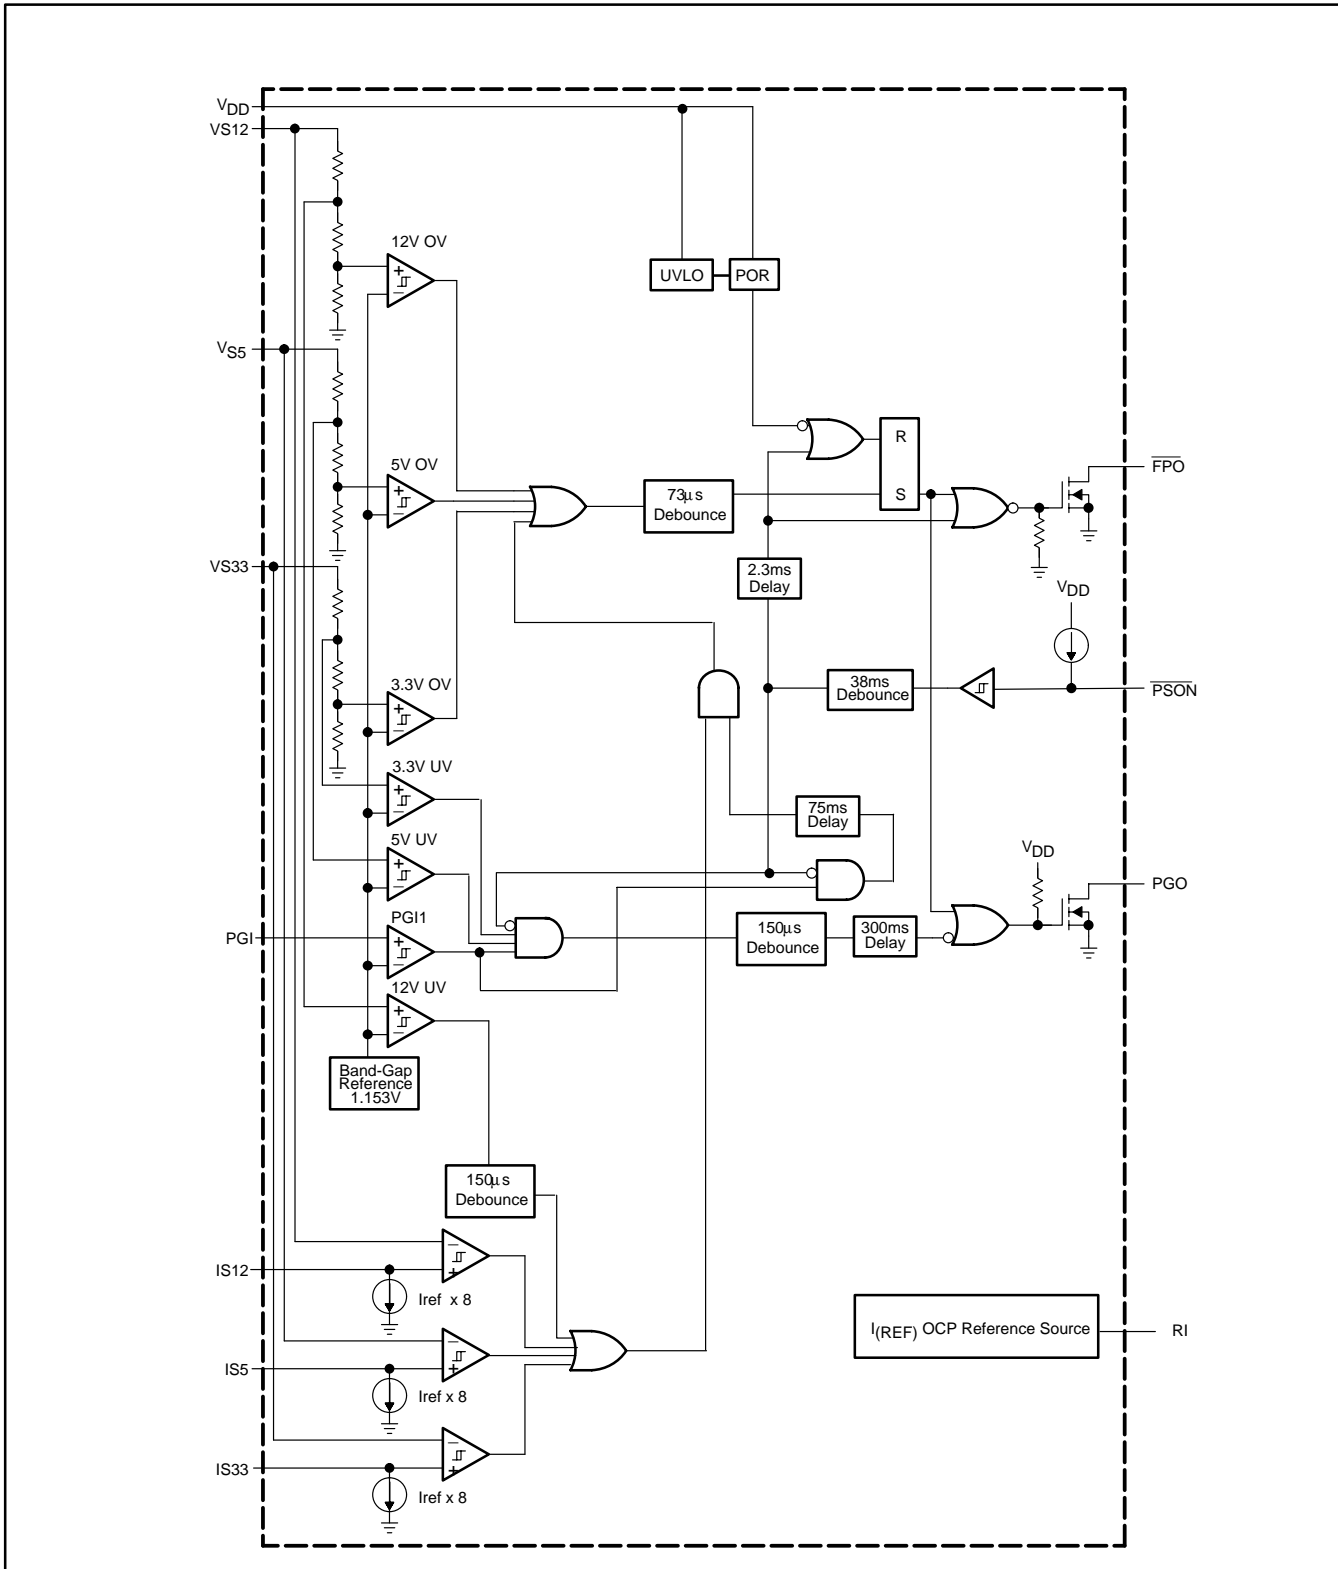 VDD
VS12
12V OV
+
−
UVLO
POR
VS5
5V OV
+
−
R
S
73µs
Debounce
FPO
2.3ms
Delay
VS33
VDD
3.3V OV
+
−
38ms
Debounce
PSON
3.3V UV
+
−
75ms
Delay
5V UV
+
−
VDD
PGO
PGI1
PGI
+
−
150µs
Debounce
300ms
Delay
12V UV
+
−
Band-Gap
Reference
1.153V
150µs
Debounce
−
+
IS12
Iref x 8
I(REF) OCP Reference Source
RI
−
+
IS5
Iref x 8
−
+
IS33
Iref x 8